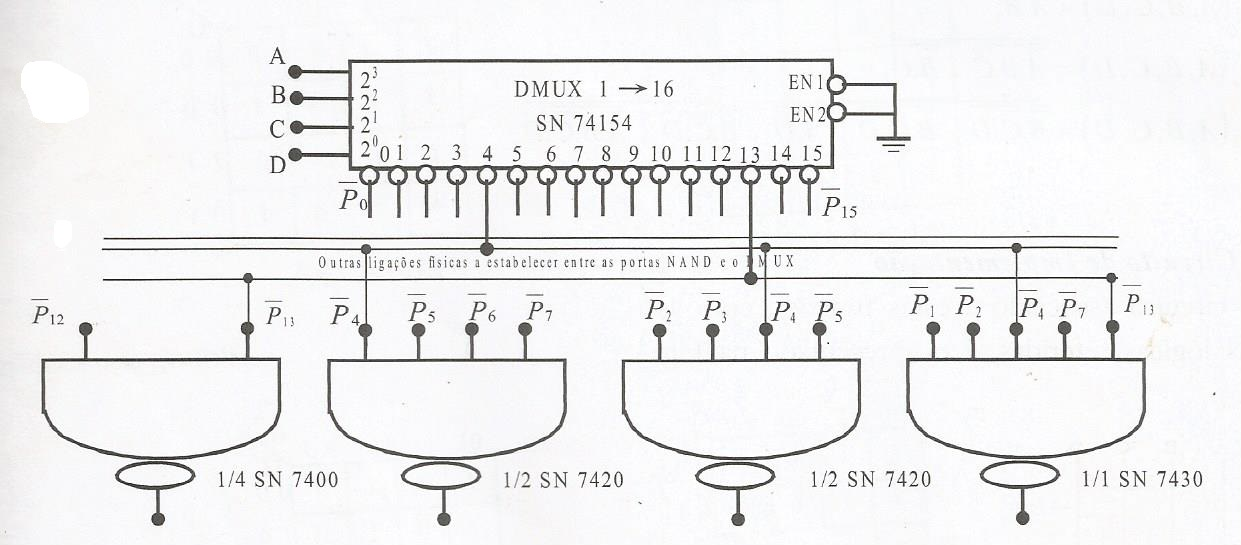 A
B
C
D
2³
2²
2¹
2⁰
DMUX 1 → 16
SN 74154
EN1
EN2
0 1 2 3 4 5 6 7 8 9 10 11 12 13 14 15
P̅₀
P̅₁₅
Outras ligações físicas a estabelecer entre as portas NAND e o DMUX
P̅₁₂ P̅₁₃ P̅₄ P̅₅ P̅₆ P̅₇ P̅₂ P̅₃ P̅₄ P̅₅ P̅₁ P̅₂ P̅₄ P̅₇ P̅₁₃
1/4 SN 7400
1/2 SN 7420
1/2 SN 7420
1/1 SN 7430